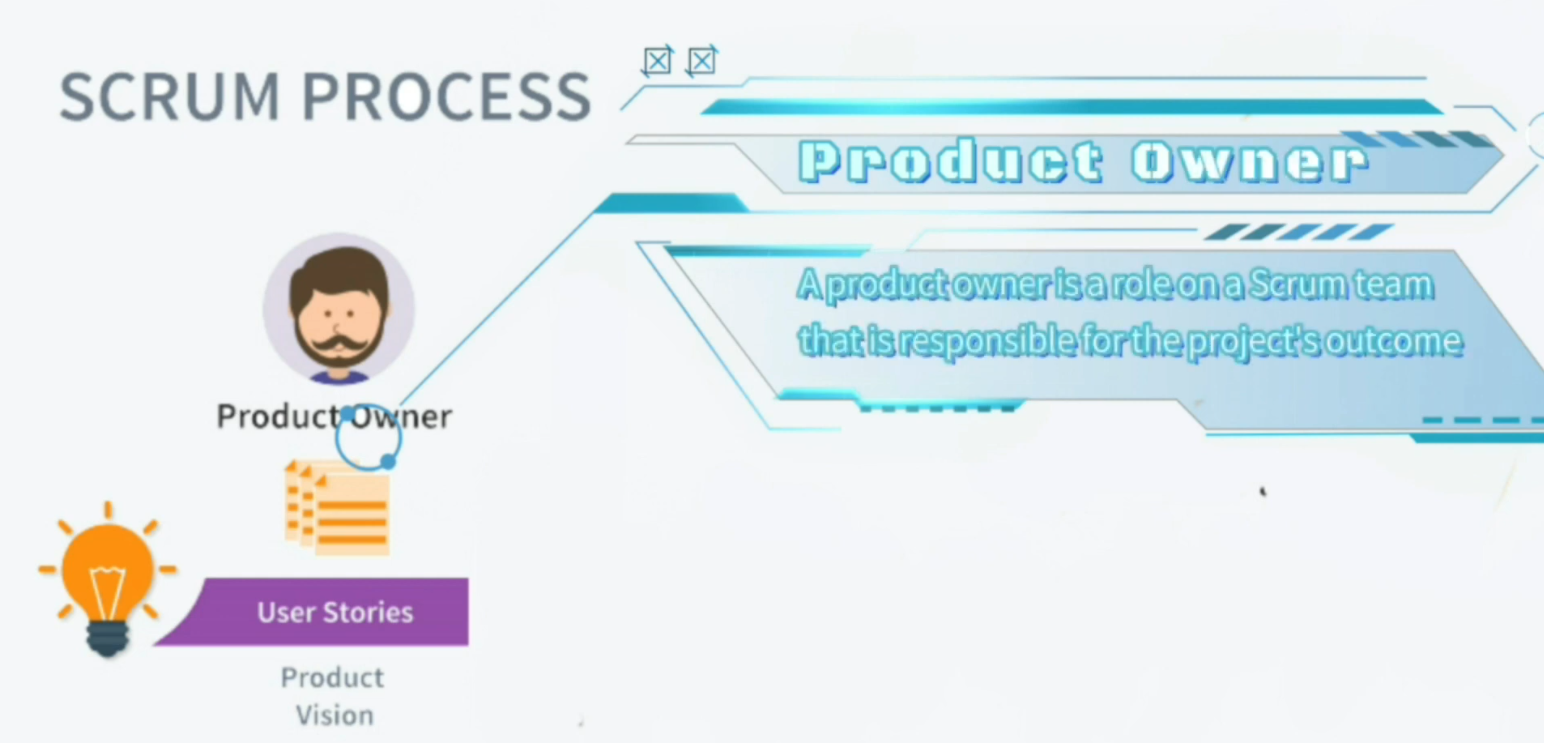 SCRUM PROCESS
Product Owner
A product owner is a role on a Scrum team
that is responsible for the project's outcome
Product Owner
User Stories
Product
Vision